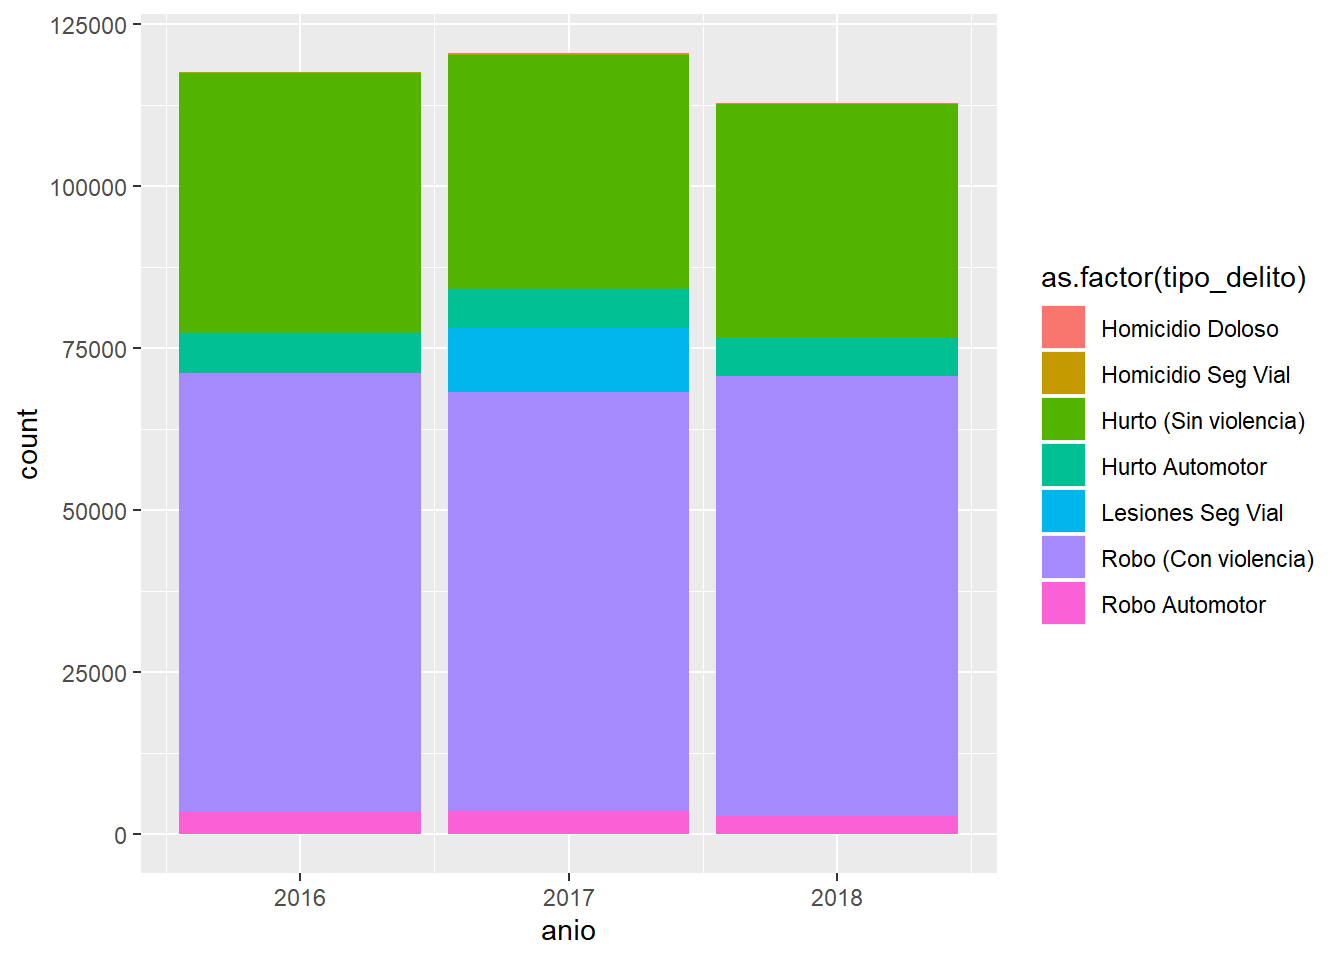 125000
100000
75000
50000
25000
0
count
2016
2017
2018
anio
as.factor(tipo_delito)
Homicidio Doloso
Homicidio Seg Vial
Hurto (Sin violencia)
Hurto Automotor
Lesiones Seg Vial
Robo (Con violencia)
Robo Automotor